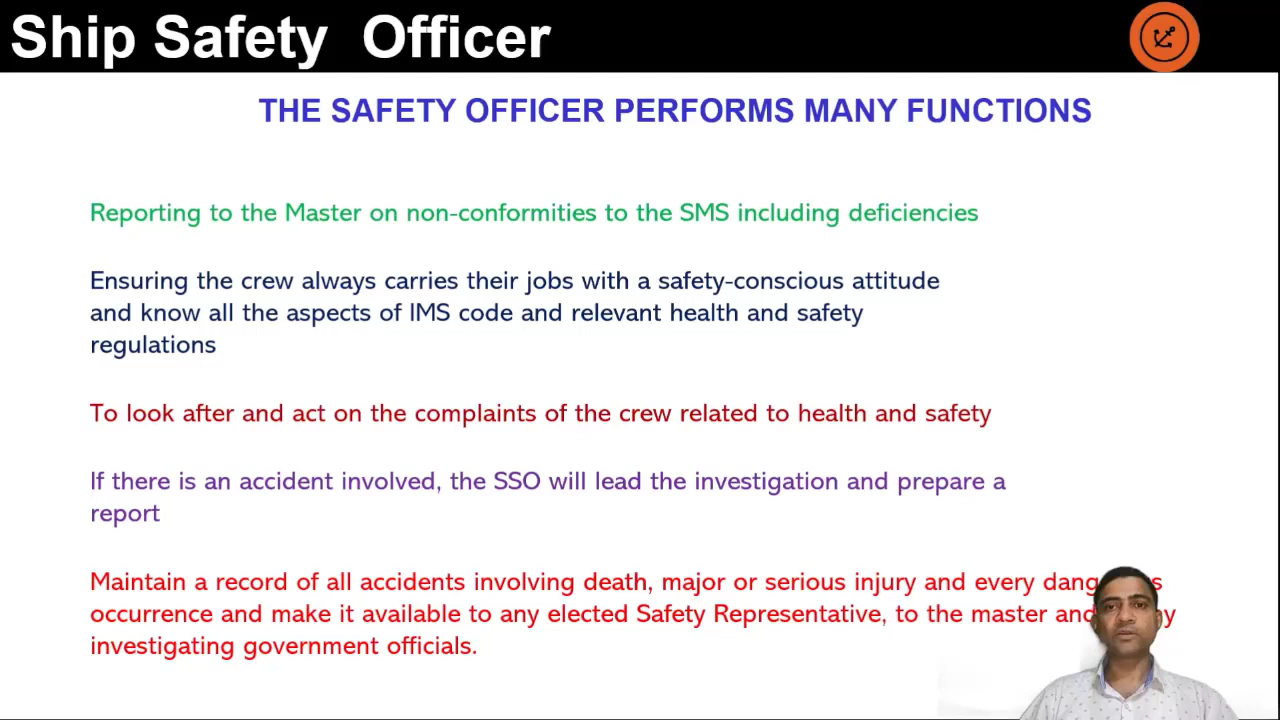 Ship Safety Officer
THE SAFETY OFFICER PERFORMS MANY FUNCTIONS
Reporting to the Master on non-conformities to the SMS including deficiencies
Ensuring the crew always carries their jobs with a safety-conscious attitude
and know all the aspects of IMS code and relevant health and safety
regulations
To look after and act on the complaints of the crew related to health and safety
If there is an accident involved, the SSO will lead the investigation and prepare a
report
Maintain a record of all accidents involving death, major or serious injury and every
occurrence and make it available to any elected Safety Representative, to the master and
investigating government officials.